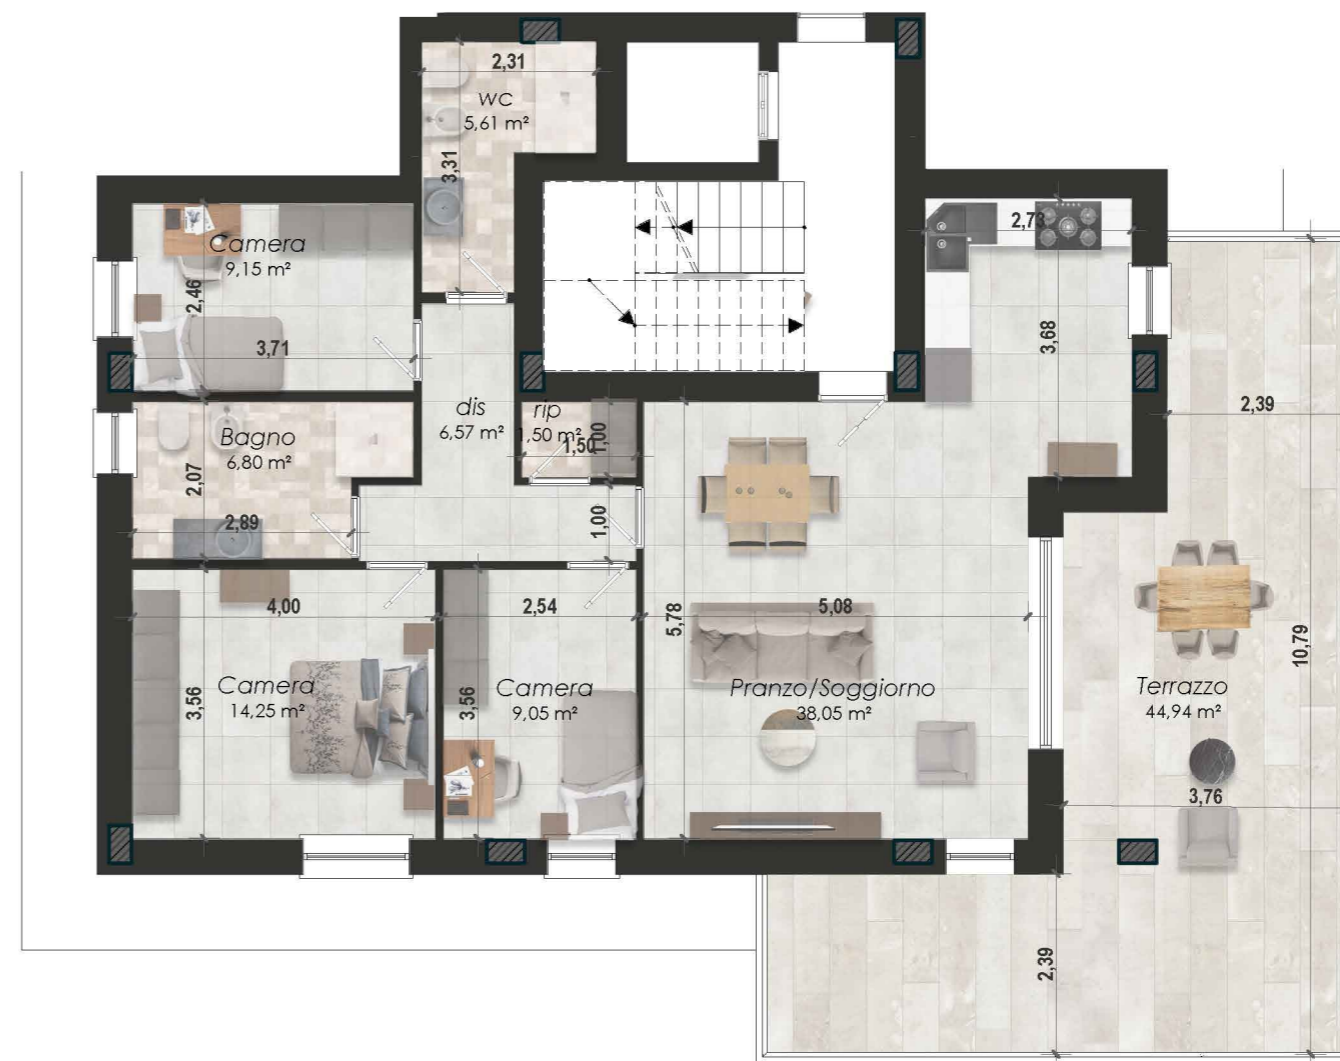 2,31
wc
5,61 m²
3,31
Camera
9,15 m²
2,46
3,71
2,73
3,68
2,39
dis
6,57 m²
rip
1,50 m²
1,00
1,50
Bagno
6,80 m²
2,07
2,89
1,00
4,00
2,54
5,78
5,08
10,79
Camera
14,25 m²
3,56
Camera
9,05 m²
3,56
Pranzo/Soggiorno
38,05 m²
Terrazzo
44,94 m²
3,76
2,39